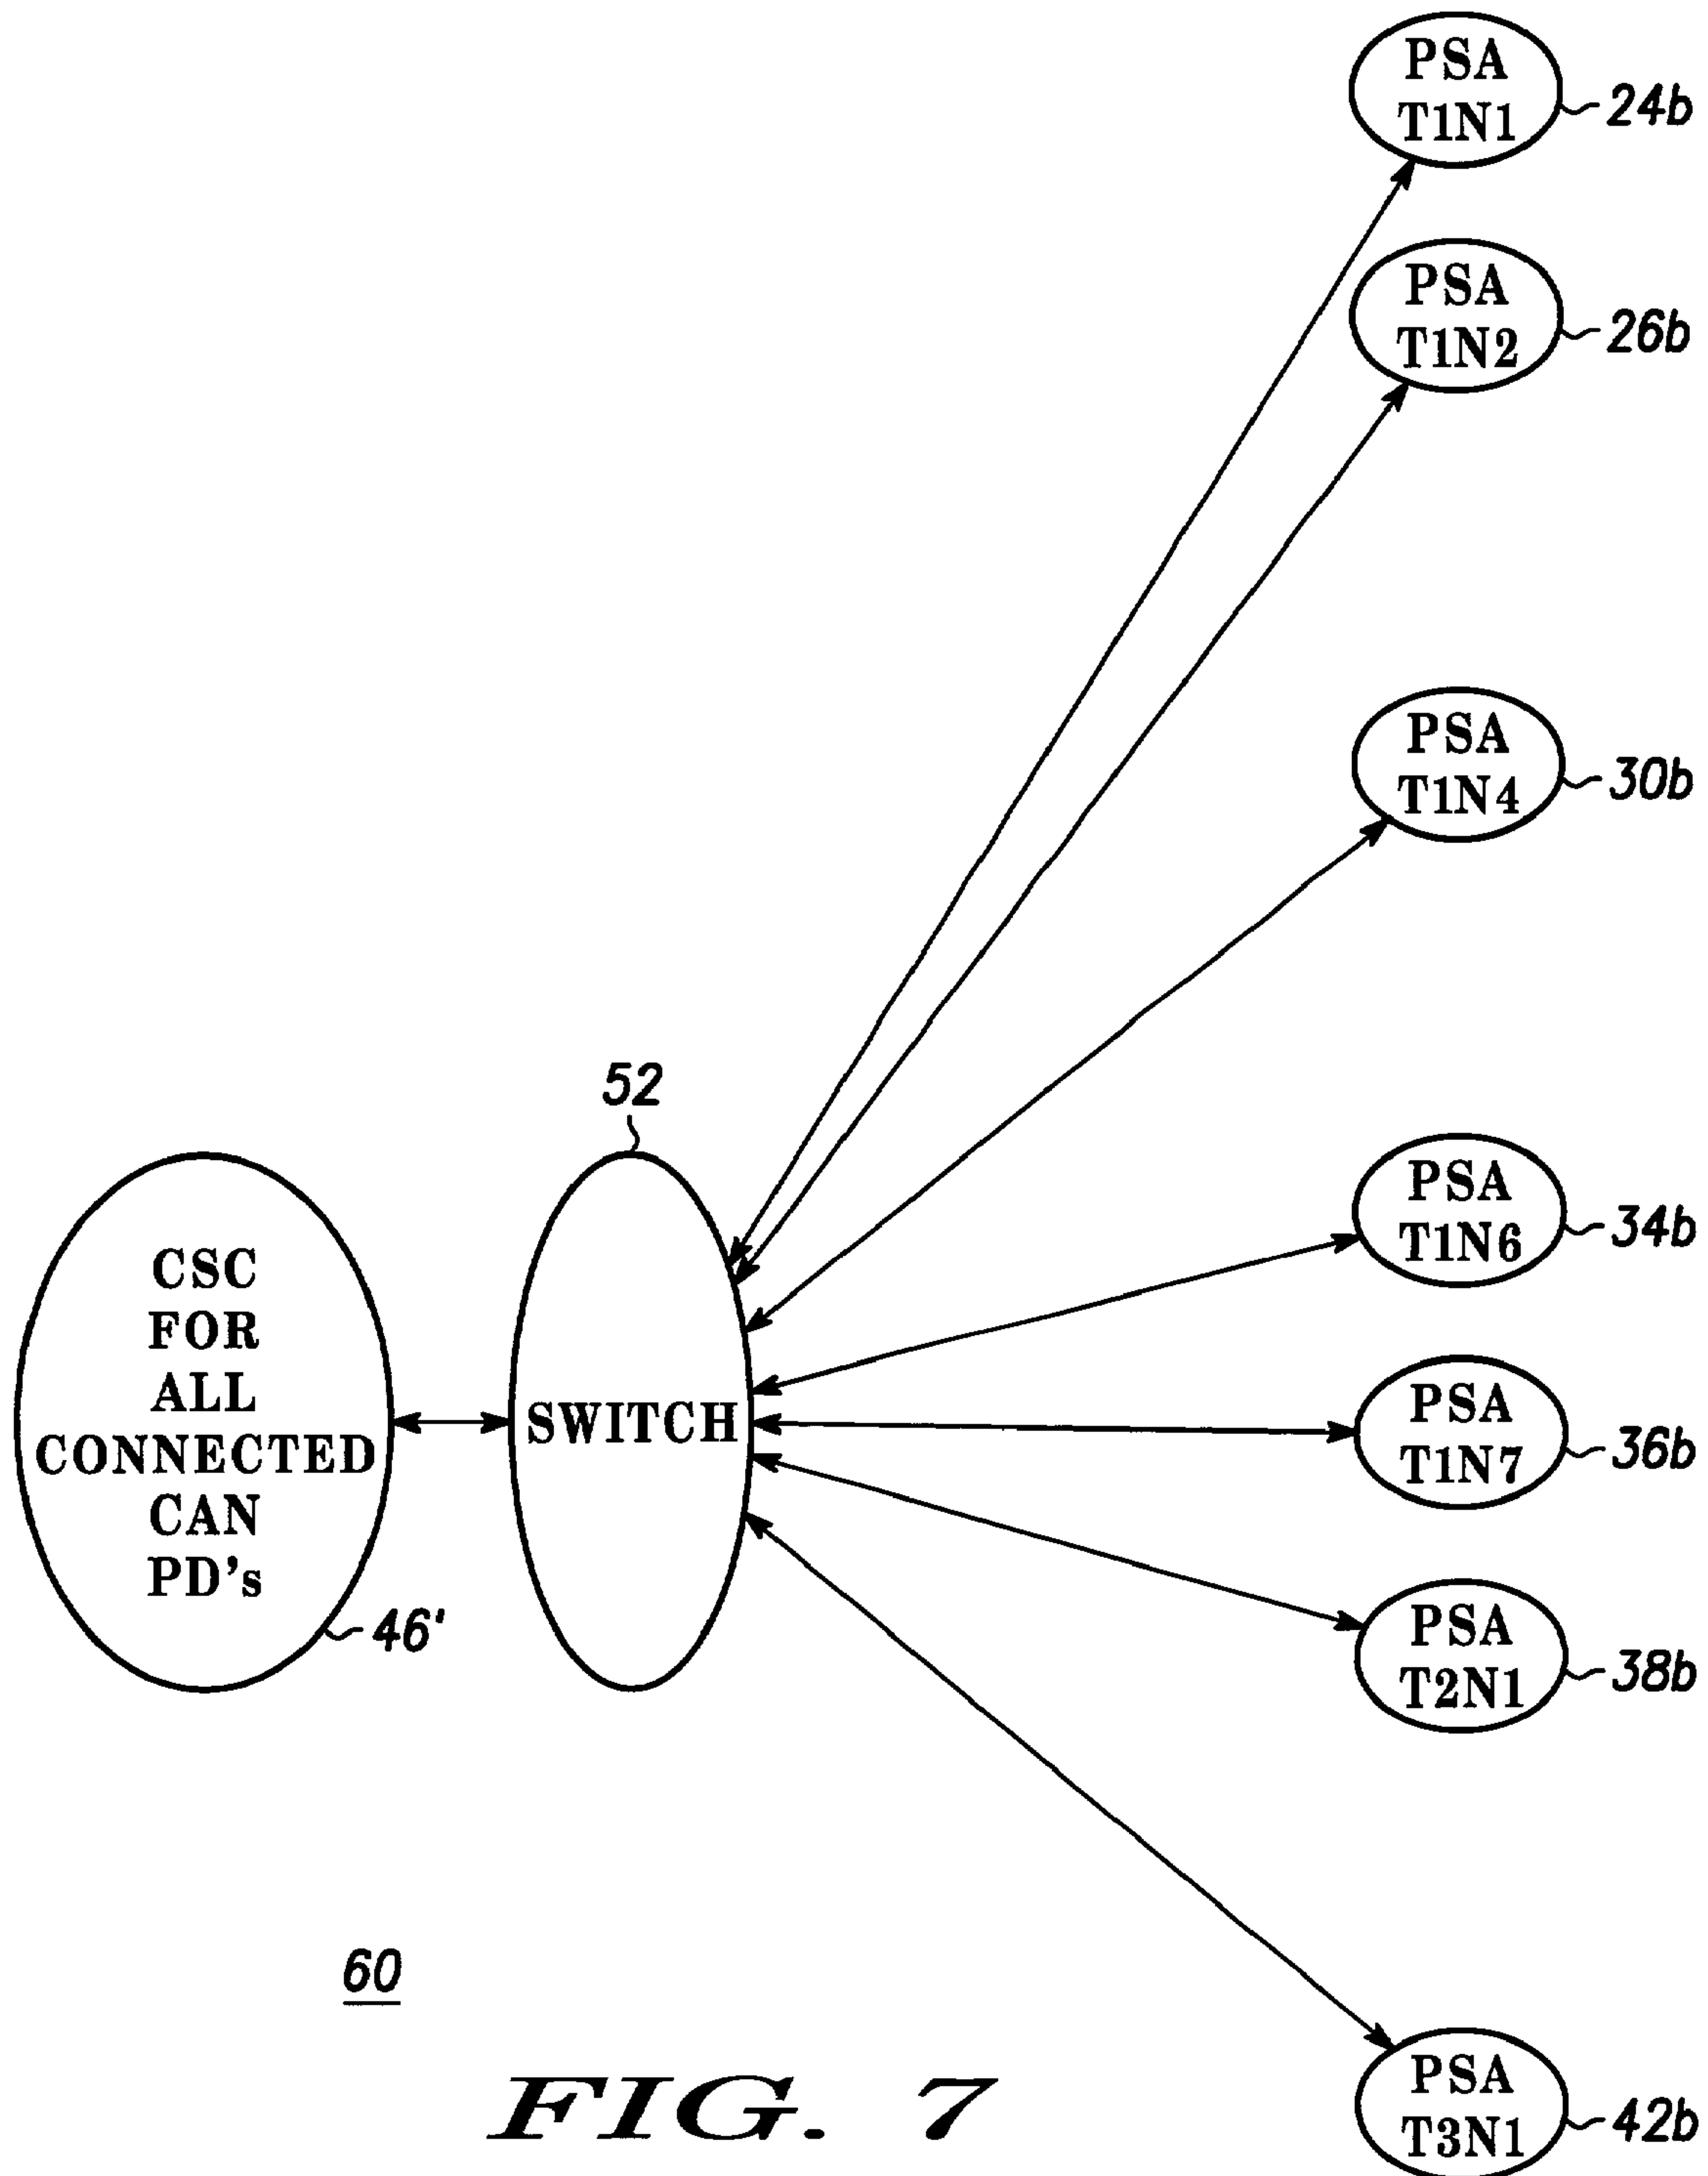 PSA
T1N1
24b
PSA
T1N2
26b
PSA
T1N4
30b
52
PSA
T1N6
34b
CSC
FOR
ALL
CONNECTED
CAN
PD's
46'
SWITCH
PSA
T1N7
36b
PSA
T2N1
38b
60
PSA
T3N1
42b
FIG. 7